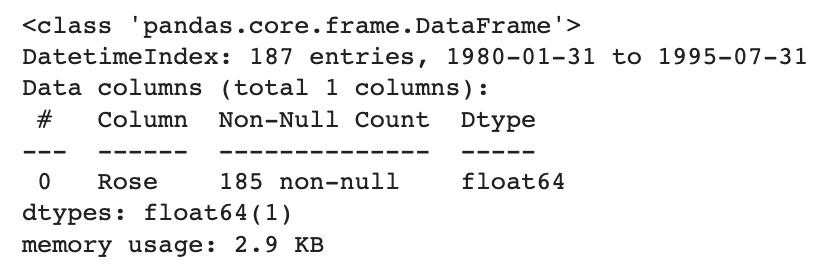 <class 'pandas.core.frame.DataFrame'>
DatetimeIndex: 187 entries, 1980-01-31 to 1995-07-31
Data columns (total 1 columns):
 #   Column  Non-Null Count  Dtype
---  ------  --------------  -----
 0   Rose    185 non-null    float64
dtypes: float64(1)
memory usage: 2.9 KB